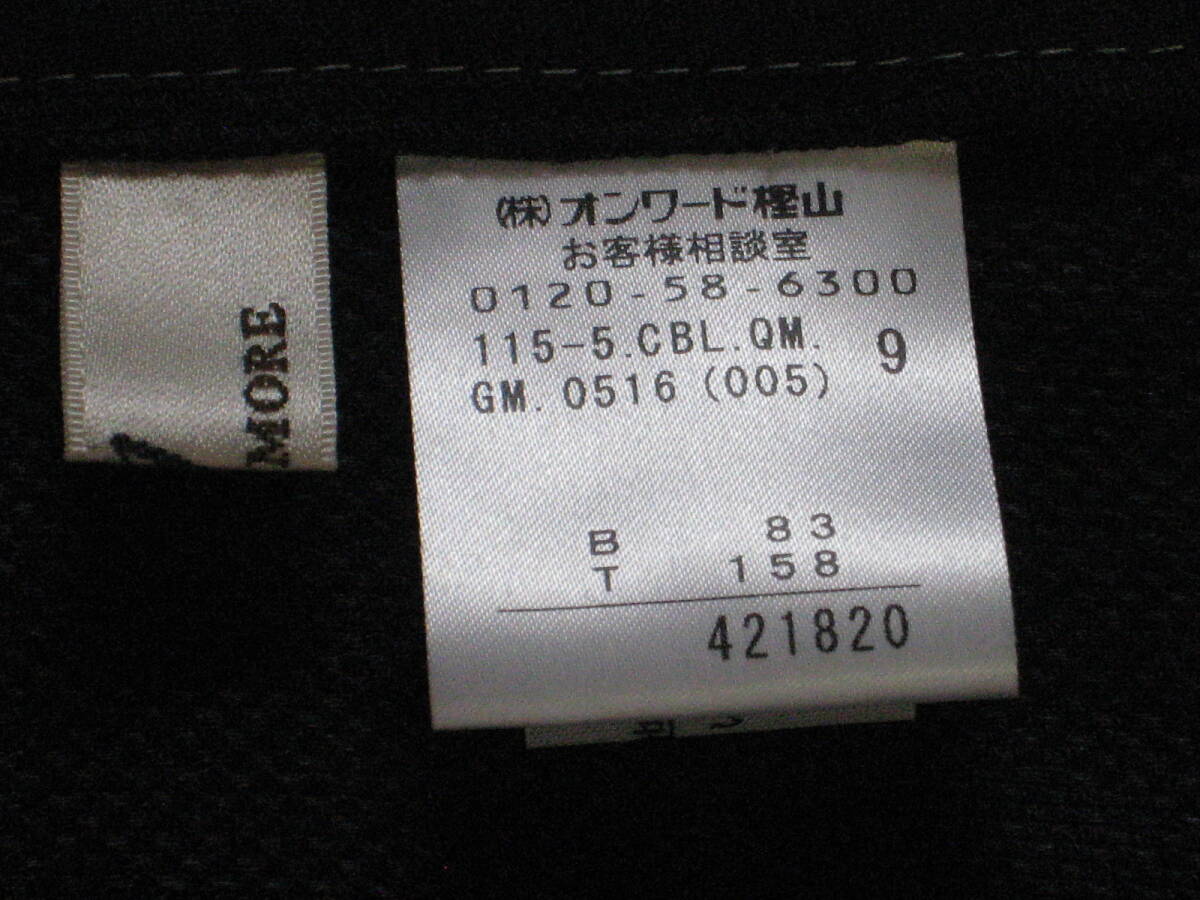 MORE
㈱オンワード樫山
お客様相談室
0120-58-6300
115-5.CBL.QM. 9
GM.0516(005)
B 83
T 158
421820